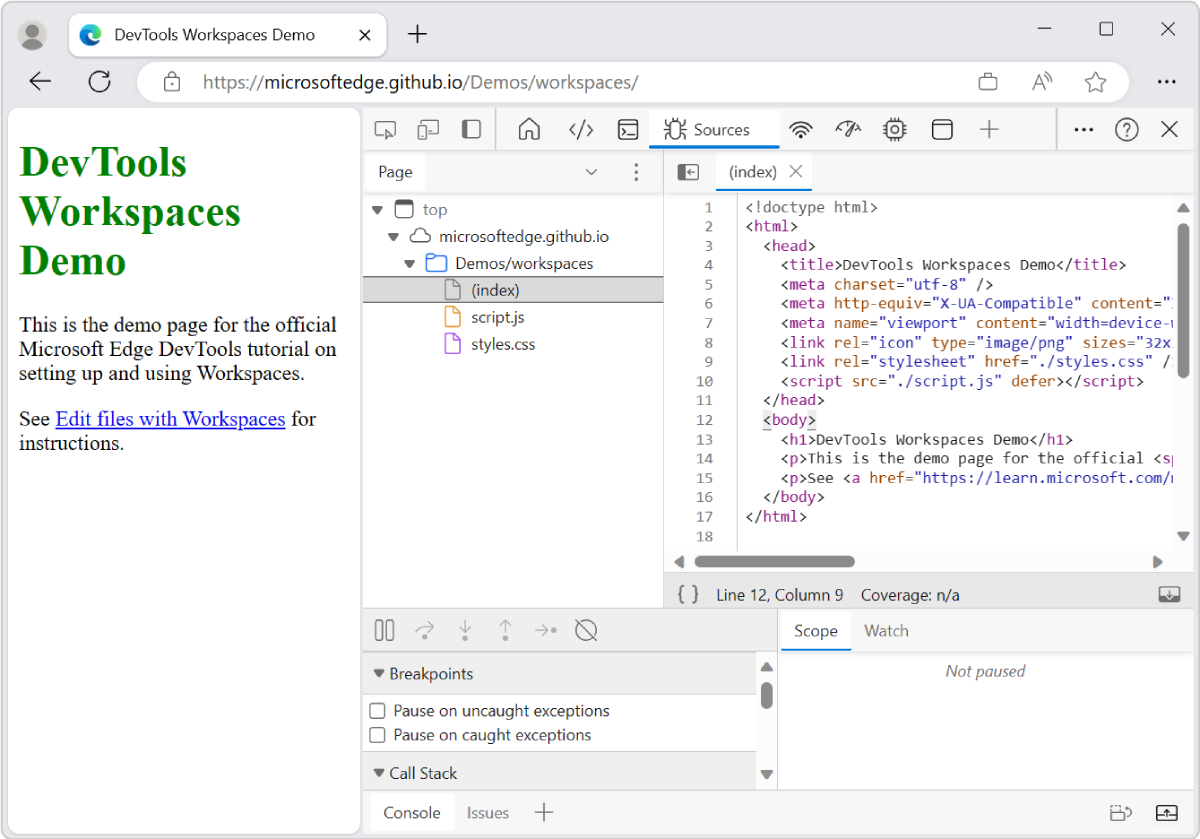 DevTools Workspaces Demo
https://microsoftedge.github.io/Demos/workspaces/
DevTools
Workspaces
Demo
This is the demo page for the official
Microsoft Edge DevTools tutorial on
setting up and using Workspaces.
See Edit files with Workspaces for
instructions.
Sources
Page
top
microsoftedge.github.io
Demos/workspaces
(index)
script.js
styles.css
(index)
1 <!doctype html>
2 <html>
3 <head>
4 <title>DevTools Workspaces Demo</title>
5 <meta charset="utf-8" />
6 <meta http-equiv="X-UA-Compatible" content="
7 <meta name="viewport" content="width=device-
8 <link rel="icon" type="image/png" sizes="32x
9 <link rel="stylesheet" href="./styles.css" /
10 <script src="./script.js" defer></script>
11 </head>
12 <body>
13 <h1>DevTools Workspaces Demo</h1>
14 <p>This is the demo page for the official <sp
15 <p>See <a href="https://learn.microsoft.com/
16 </body>
17 </html>
18
{ } Line 12, Column 9 Coverage: n/a
Breakpoints
Pause on uncaught exceptions
Pause on caught exceptions
Call Stack
Scope Watch
Not paused
Console Issues